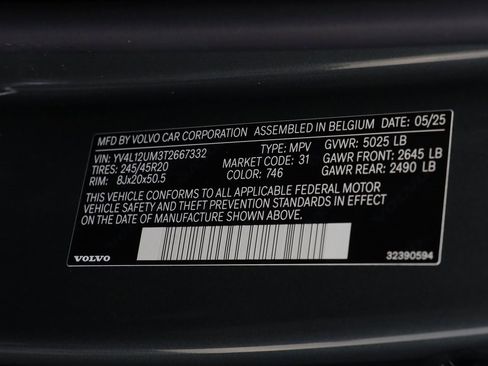 MFD BY VOLVO CAR CORPORATION ASSEMBLED IN BELGIUM DATE: 05/25
VIN: YV4L12UM3T2667332 TYPE: MPV GVWR: 5025 LB
TIRES: 245/45R20 MARKET CODE: 31 GAWR FRONT: 2645 LB
RIM: 8Jx20x50.5 COLOR: 746 GAWR REAR: 2490 LB
THIS VEHICLE CONFORMS TO ALL APPLICABLE FEDERAL MOTOR
VEHICLE SAFETY AND THEFT PREVENTION STANDARDS IN EFFECT
ON THE DATE OF MANUFACTURE SHOWN ABOVE.
VOLVO 32390594